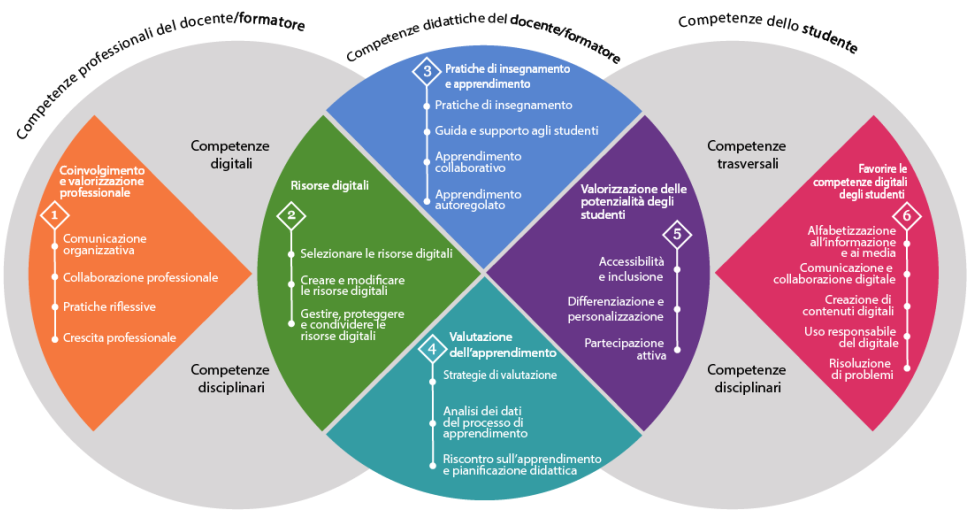 Competenze professionali del docente/formatore
Competenze didattiche del docente/formatore
Competenze dello studente
Competenze
digitali
Competenze
disciplinari
Competenze
trasversali
Competenze
disciplinari
Coinvolgimento
e valorizzazione
professionale
1
Comunicazione
organizzativa
Collaborazione professionale
Pratiche riflessive
Crescita professionale
Risorse digitali
2
Selezionare le risorse digitali
Creare e modificare
le risorse digitali
Gestire, proteggere
e condividere le
risorse digitali
3
Pratiche di insegnamento
e apprendimento
Pratiche di insegnamento
Guida e supporto agli studenti
Apprendimento
collaborativo
Apprendimento
autoregolato
4
Valutazione
dell'apprendimento
Strategie di valutazione
Analisi dei dati
del processo di
apprendimento
Riscontro sull'apprendimento
e pianificazione didattica
Valorizzazione delle
potenzialità degli
studenti
5
Accessibilità
e inclusione
Differenziazione e
personalizzazione
Partecipazione
attiva
Favorire le
competenze digitali
degli studenti
6
Alfabetizzazione
all'informazione
e ai media
Comunicazione e
collaborazione digitale
Creazione di
contenuti digitali
Uso responsabile
del digitale
Risoluzione
di problemi